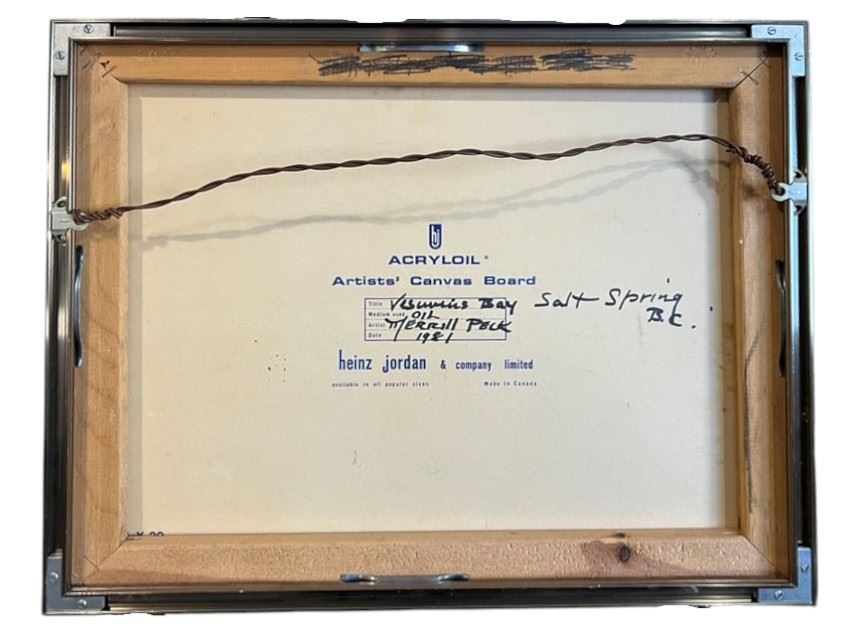 hj
ACRYLOIL®
Artists' Canvas Board
Title Vesuvius Bay Salt Spring B.C.
Medium used OIL
Artist Merrill Peck
Date 1981
heinz jordan & company limited
available in all popular sizes Made in Canada